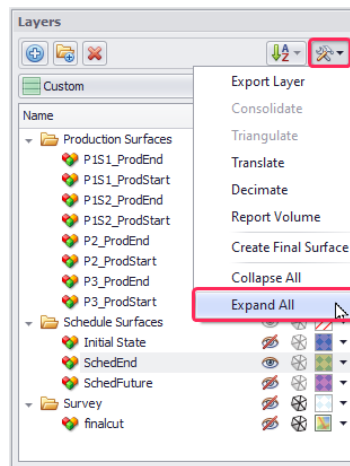 Layers
Custom
Name
Production Surfaces
P1S1_ProdEnd
P1S1_ProdStart
P1S2_ProdEnd
P1S2_ProdStart
P2_ProdEnd
P2_ProdStart
P3_ProdEnd
P3_ProdStart
Schedule Surfaces
Initial State
SchedEnd
SchedFuture
Survey
finalcut
Export Layer
Consolidate
Triangulate
Translate
Decimate
Report Volume
Create Final Surface
Collapse All
Expand All